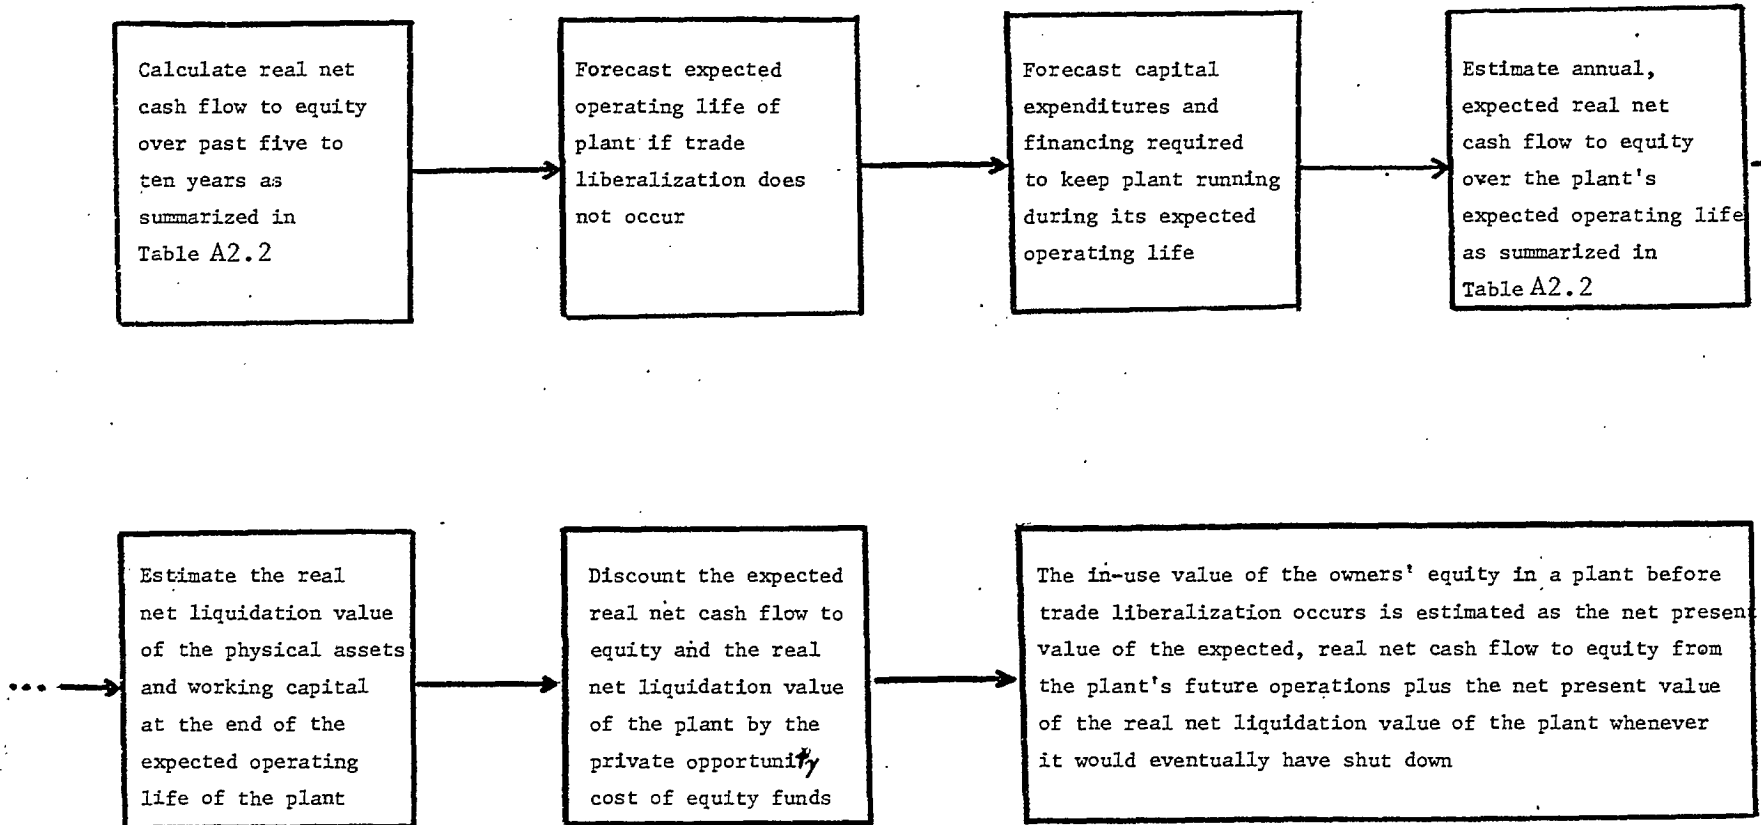 Calculate real net
cash flow to equity
over past five to
ten years as
summarized in
Table A2.2
Forecast expected
operating life of
plant if trade
liberalization does
not occur
Forecast capital
expenditures and
financing required
to keep plant running
during its expected
operating life
Estimate annual,
expected real net
cash flow to equity
over the plant's
expected operating life
as summarized in
Table A2.2
Estimate the real
net liquidation value
of the physical assets
and working capital
at the end of the
expected operating
life of the plant
Discount the expected
real net cash flow to
equity and the real
net liquidation value
of the plant by the
private opportunity
cost of equity funds
The in-use value of the owners' equity in a plant before
trade liberalization occurs is estimated as the net present
value of the expected, real net cash flow to equity from
the plant's future operations plus the net present value
of the real net liquidation value of the plant whenever
it would eventually have shut down